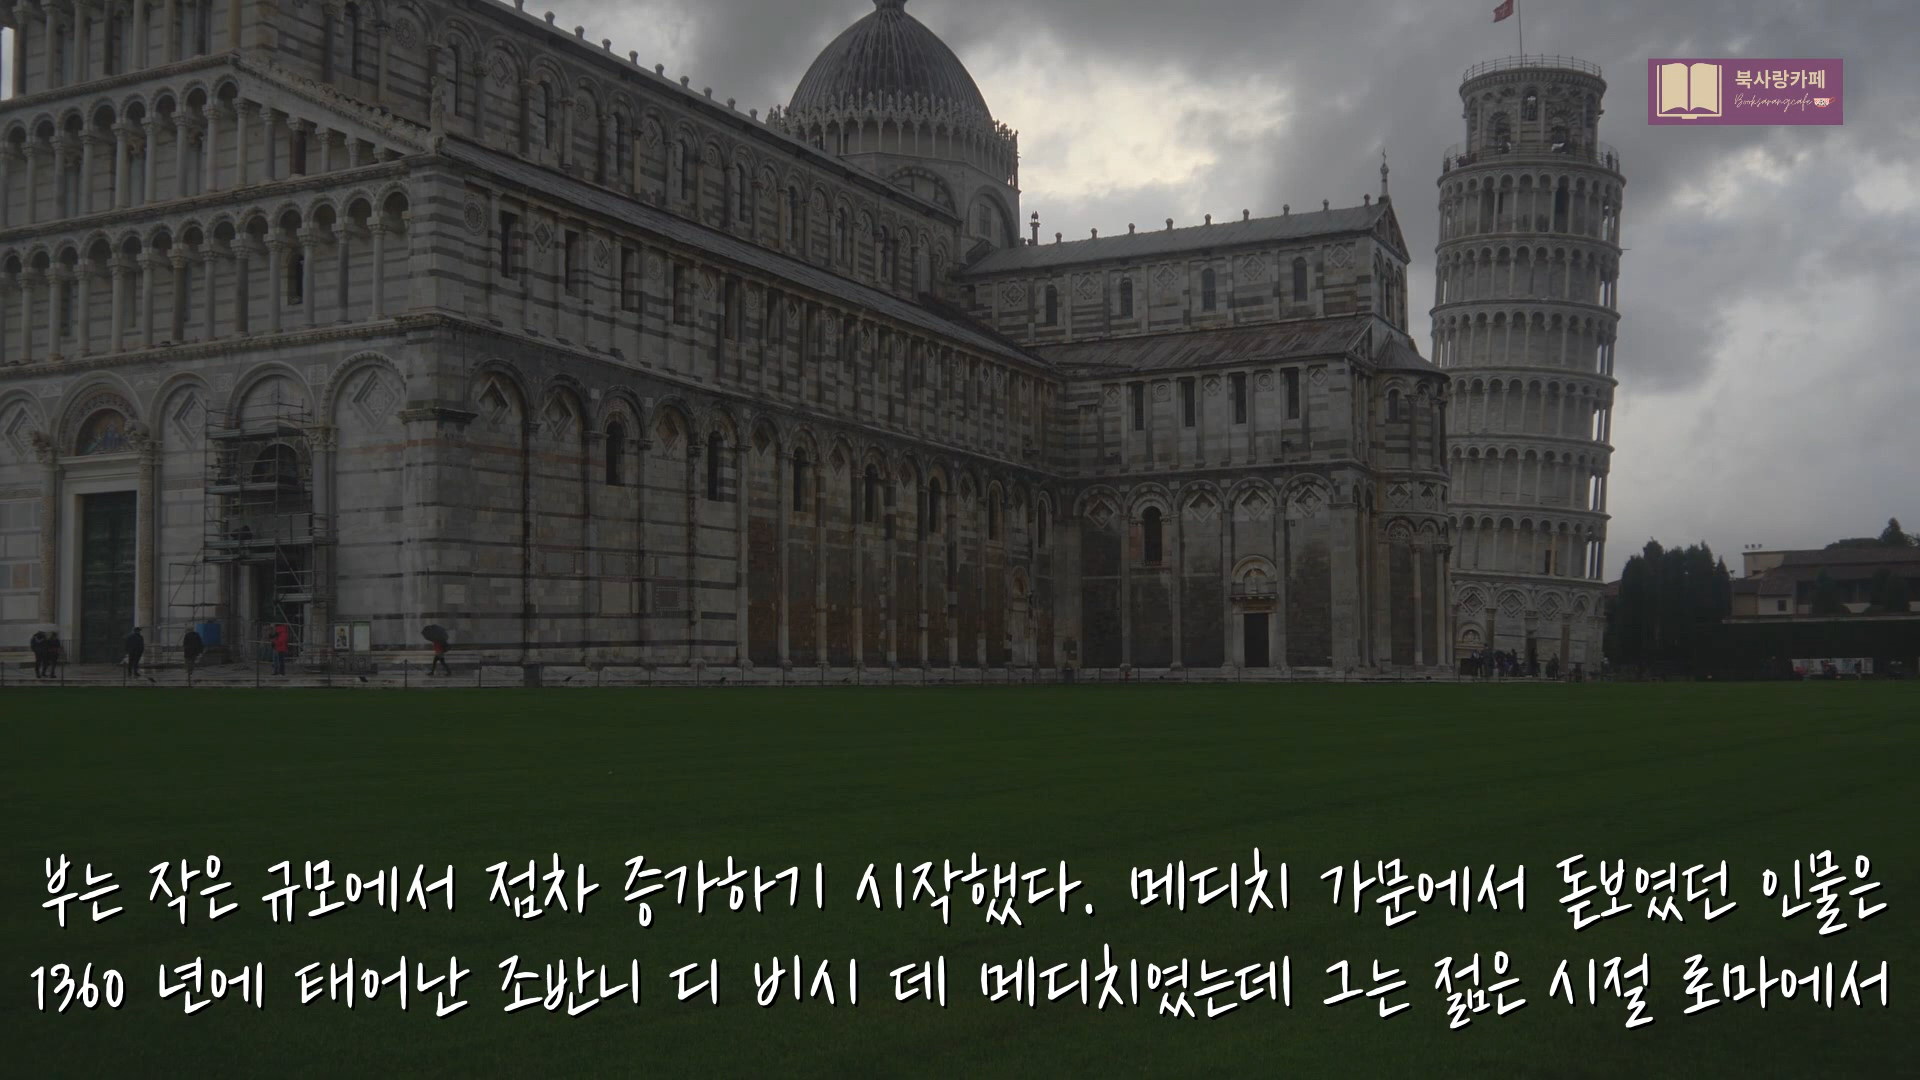 북사랑카페
Booksarangcafe
부는 작은 규모에서 점차 증가하기 시작했다. 메디치 가문에서 돋보였던 인물은
1360 년에 태어난 조반니 디 비시 데 메디치였는데 그는 젊은 시절 로마에서